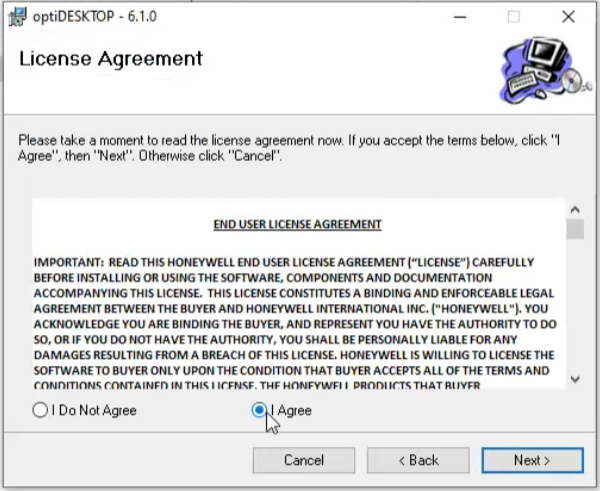 optiDESKTOP - 6.1.0
License Agreement
Please take a moment to read the license agreement now. If you accept the terms below, click "I
Agree", then "Next". Otherwise click "Cancel".
END USER LICENSE AGREEMENT
IMPORTANT: READ THIS HONEYWELL END USER LICENSE AGREEMENT ("LICENSE") CAREFULLY
BEFORE INSTALLING OR USING THE SOFTWARE, COMPONENTS AND DOCUMENTATION
ACCOMPANYING THIS LICENSE. THIS LICENSE CONSTITUTES A BINDING AND ENFORCEABLE LEGAL
AGREEMENT BETWEEN THE BUYER AND HONEYWELL INTERNATIONAL INC. ("HONEYWELL"). YOU
ACKNOWLEDGE YOU ARE BINDING THE BUYER, AND REPRESENT YOU HAVE THE AUTHORITY TO DO
SO, OR IF YOU DO NOT HAVE THE AUTHORITY, YOU SHALL BE PERSONALLY LIABLE FOR ANY
DAMAGES RESULTING FROM A BREACH OF THIS LICENSE. HONEYWELL IS WILLING TO LICENSE THE
SOFTWARE TO BUYER ONLY UPON THE CONDITION THAT BUYER ACCEPTS ALL OF THE TERMS AND
CONDITIONS CONTAINED IN THIS LICENSE. THE HONEYWELL PRODUCTS THAT BUYER
I Do Not Agree
I Agree
Cancel
< Back
Next >